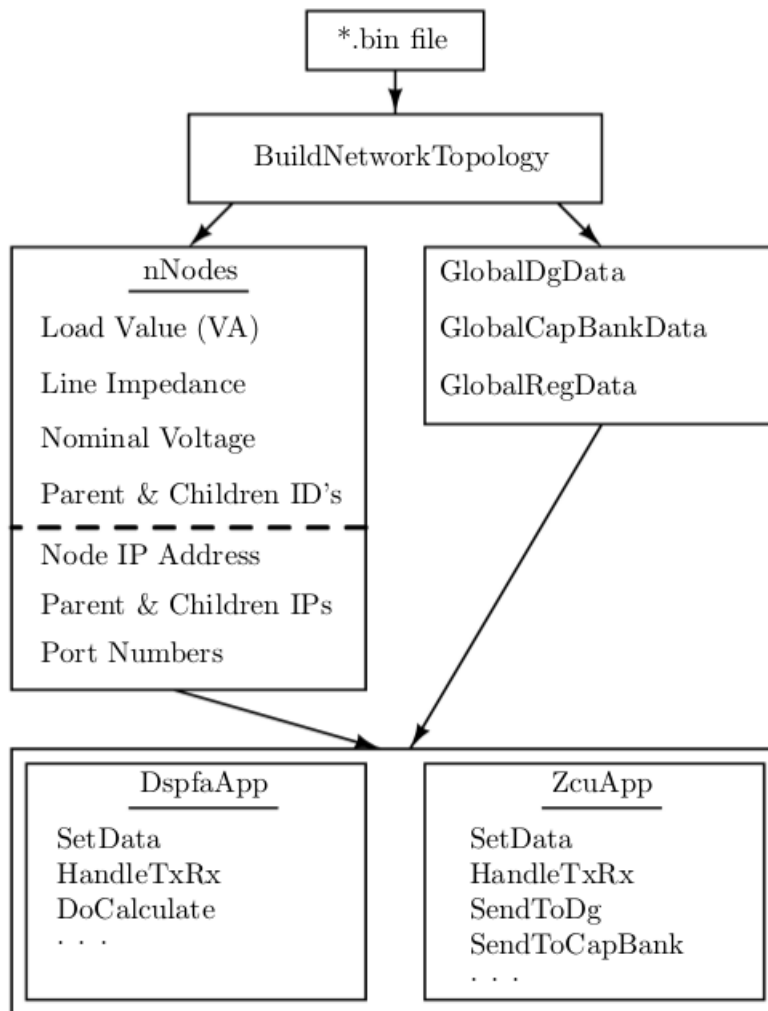 *.bin file
BuildNetworkTopology
nNodes
Load Value (VA)
Line Impedance
Nominal Voltage
Parent & Children ID's
Node IP Address
Parent & Children IPs
Port Numbers
GlobalDgData
GlobalCapBankData
GlobalRegData
DspfaApp
SetData
HandleTxRx
DoCalculate
. . .
ZcuApp
SetData
HandleTxRx
SendToDg
SendToCapBank
. . .